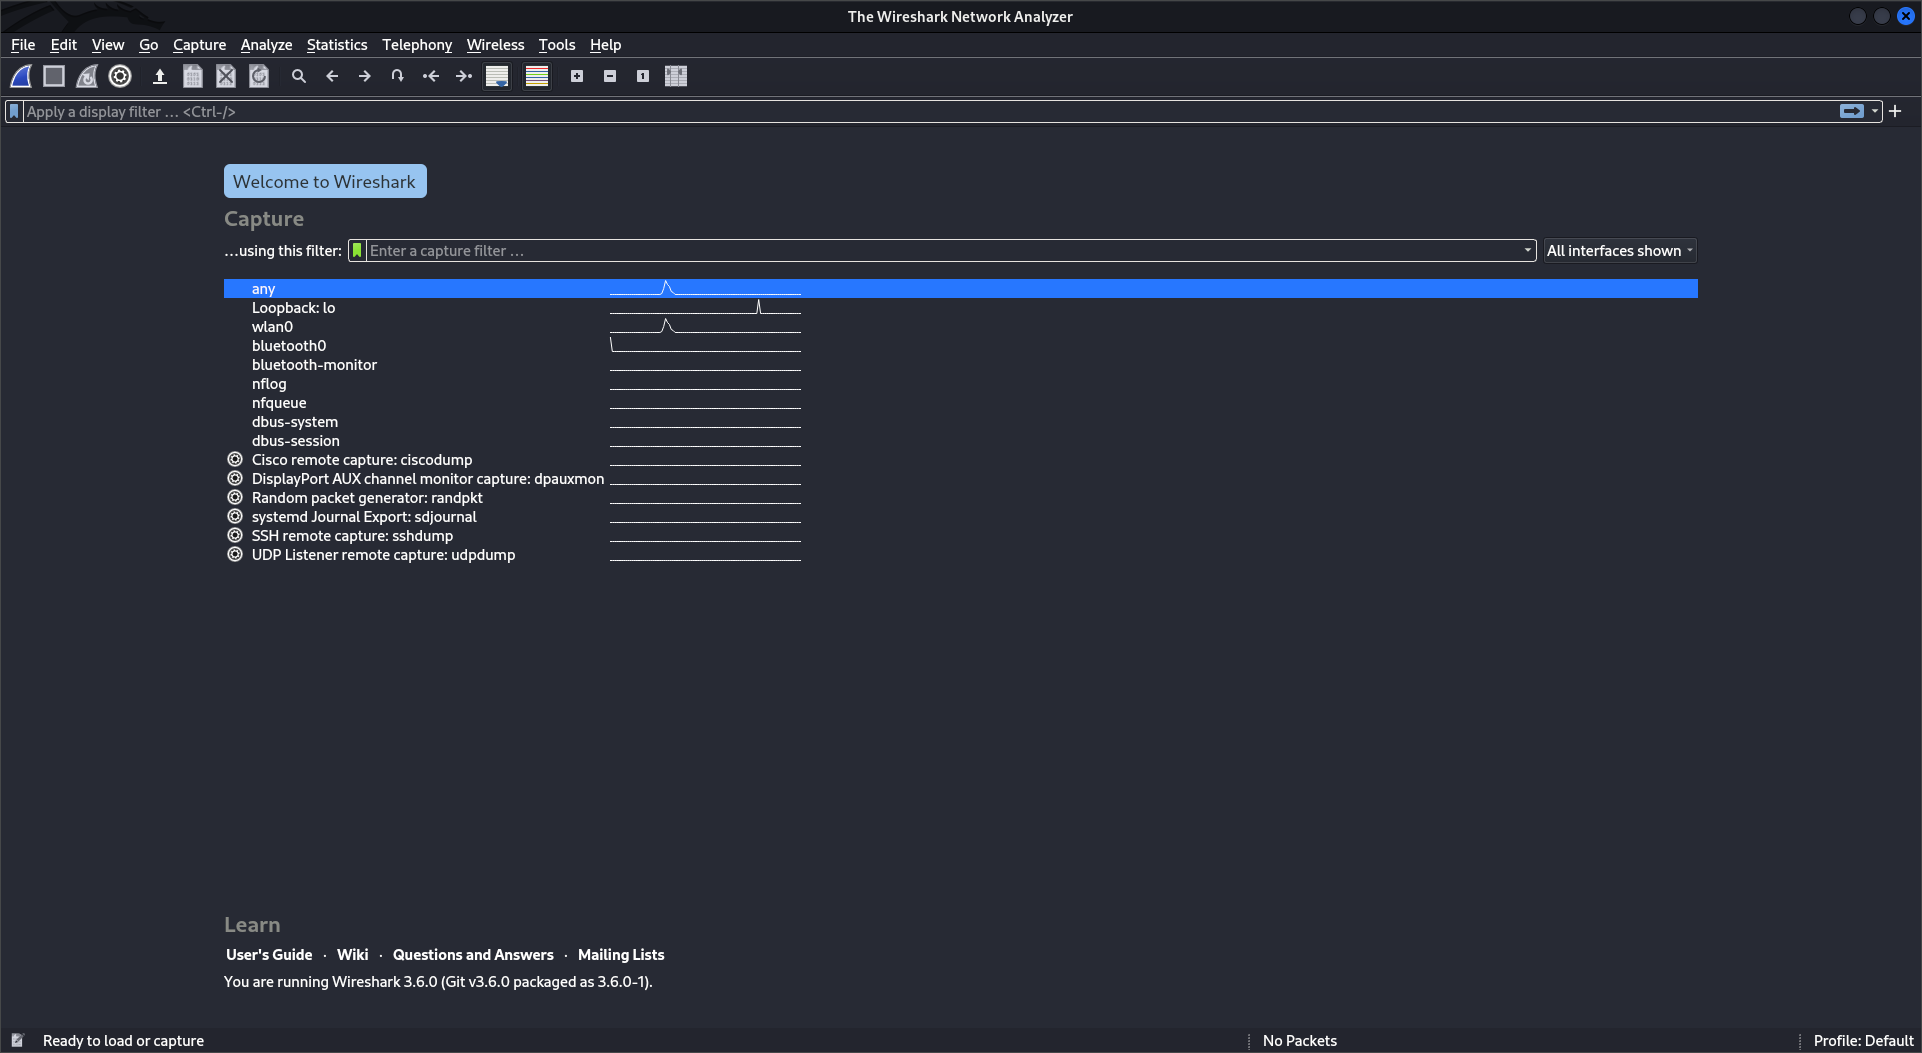 The Wireshark Network Analyzer
File Edit View Go Capture Analyze Statistics Telephony Wireless Tools Help
Apply a display filter … <Ctrl-/>
Welcome to Wireshark
Capture
…using this filter: Enter a capture filter … All interfaces shown
any
Loopback: lo
wlan0
bluetooth0
bluetooth-monitor
nflog
nfqueue
dbus-system
dbus-session
Cisco remote capture: ciscodump
DisplayPort AUX channel monitor capture: dpauxmon
Random packet generator: randpkt
systemd Journal Export: sdjournal
SSH remote capture: sshdump
UDP Listener remote capture: udpdump
Learn
User's Guide · Wiki · Questions and Answers · Mailing Lists
You are running Wireshark 3.6.0 (Git v3.6.0 packaged as 3.6.0-1).
Ready to load or capture No Packets Profile: Default